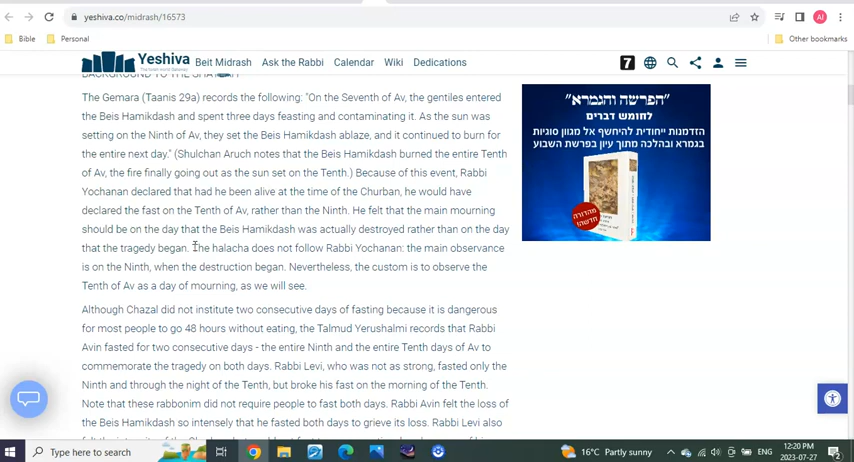 yeshiva.co/midrash/16573
Bible
Personal
Other bookmarks
Yeshiva
Beit Midrash
Ask the Rabbi
Calendar
Wiki
Dedications
7
The Gemara (Taanis 29a) records the following: "On the Seventh of Av, the gentiles entered
the Beis Hamikdash and spent three days feasting and contaminating it. As the sun was
setting on the Ninth of Av, they set the Beis Hamikdash ablaze, and it continued to burn for
the entire next day." (Shulchan Aruch notes that the Beis Hamikdash burned the entire Tenth
of Av, the fire finally going out as the sun set on the Tenth.) Because of this event, Rabbi
Yochanan declared that had he been alive at the time of the Churban, he would have
declared the fast on the Tenth of Av, rather than the Ninth. He felt that the main mourning
should be on the day that the Beis Hamikdash was actually destroyed rather than on the day
that the tragedy began. The halacha does not follow Rabbi Yochanan: the main observance
is on the Ninth, when the destruction began. Nevertheless, the custom is to observe the
Tenth of Av as a day of mourning, as we will see.
Although Chazal did not institute two consecutive days of fasting because it is dangerous
for most people to go 48 hours without eating, the Talmud Yerushalmi records that Rabbi
Avin fasted for two consecutive days - the entire Ninth and the entire Tenth days of Av to
commemorate the tragedy on both days. Rabbi Levi, who was not as strong, fasted only the
Ninth and through the night of the Tenth, but broke his fast on the morning of the Tenth.
Note that these rabbonim did not require people to fast both days. Rabbi Avin felt the loss of
the Beis Hamikdash so intensely that he fasted both days to grieve its loss. Rabbi Levi also
"הפרשה והגמרא"
לחומש דברים
הזדמנות ייחודית להיחשף אל מגוון סוגיות
בגמרא ובהלכה מתוך עיון בפרשת השבוע
מהדורה
חדשה!
AI
Type here to search
16°C Partly sunny
ENG
12:20 PM
2023-07-27
2